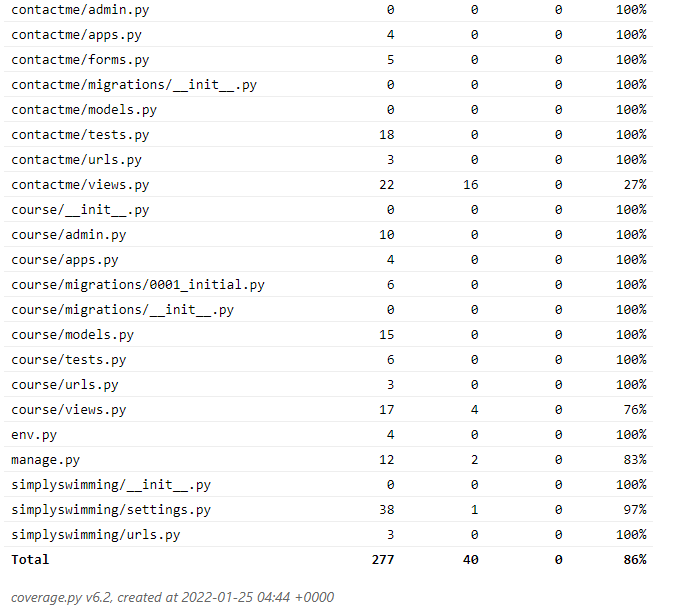 contactme/admin.py 0 0 0 100%
contactme/apps.py 4 0 0 100%
contactme/forms.py 5 0 0 100%
contactme/migrations/__init__.py 0 0 0 100%
contactme/models.py 0 0 0 100%
contactme/tests.py 18 0 0 100%
contactme/urls.py 3 0 0 100%
contactme/views.py 22 16 0 27%
course/__init__.py 0 0 0 100%
course/admin.py 10 0 0 100%
course/apps.py 4 0 0 100%
course/migrations/0001_initial.py 6 0 0 100%
course/migrations/__init__.py 0 0 0 100%
course/models.py 15 0 0 100%
course/tests.py 6 0 0 100%
course/urls.py 3 0 0 100%
course/views.py 17 4 0 76%
env.py 4 0 0 100%
manage.py 12 2 0 83%
simplyswimming/__init__.py 0 0 0 100%
simplyswimming/settings.py 38 1 0 97%
simplyswimming/urls.py 3 0 0 100%
Total 277 40 0 86%
coverage.py v6.2, created at 2022-01-25 04:44 +0000